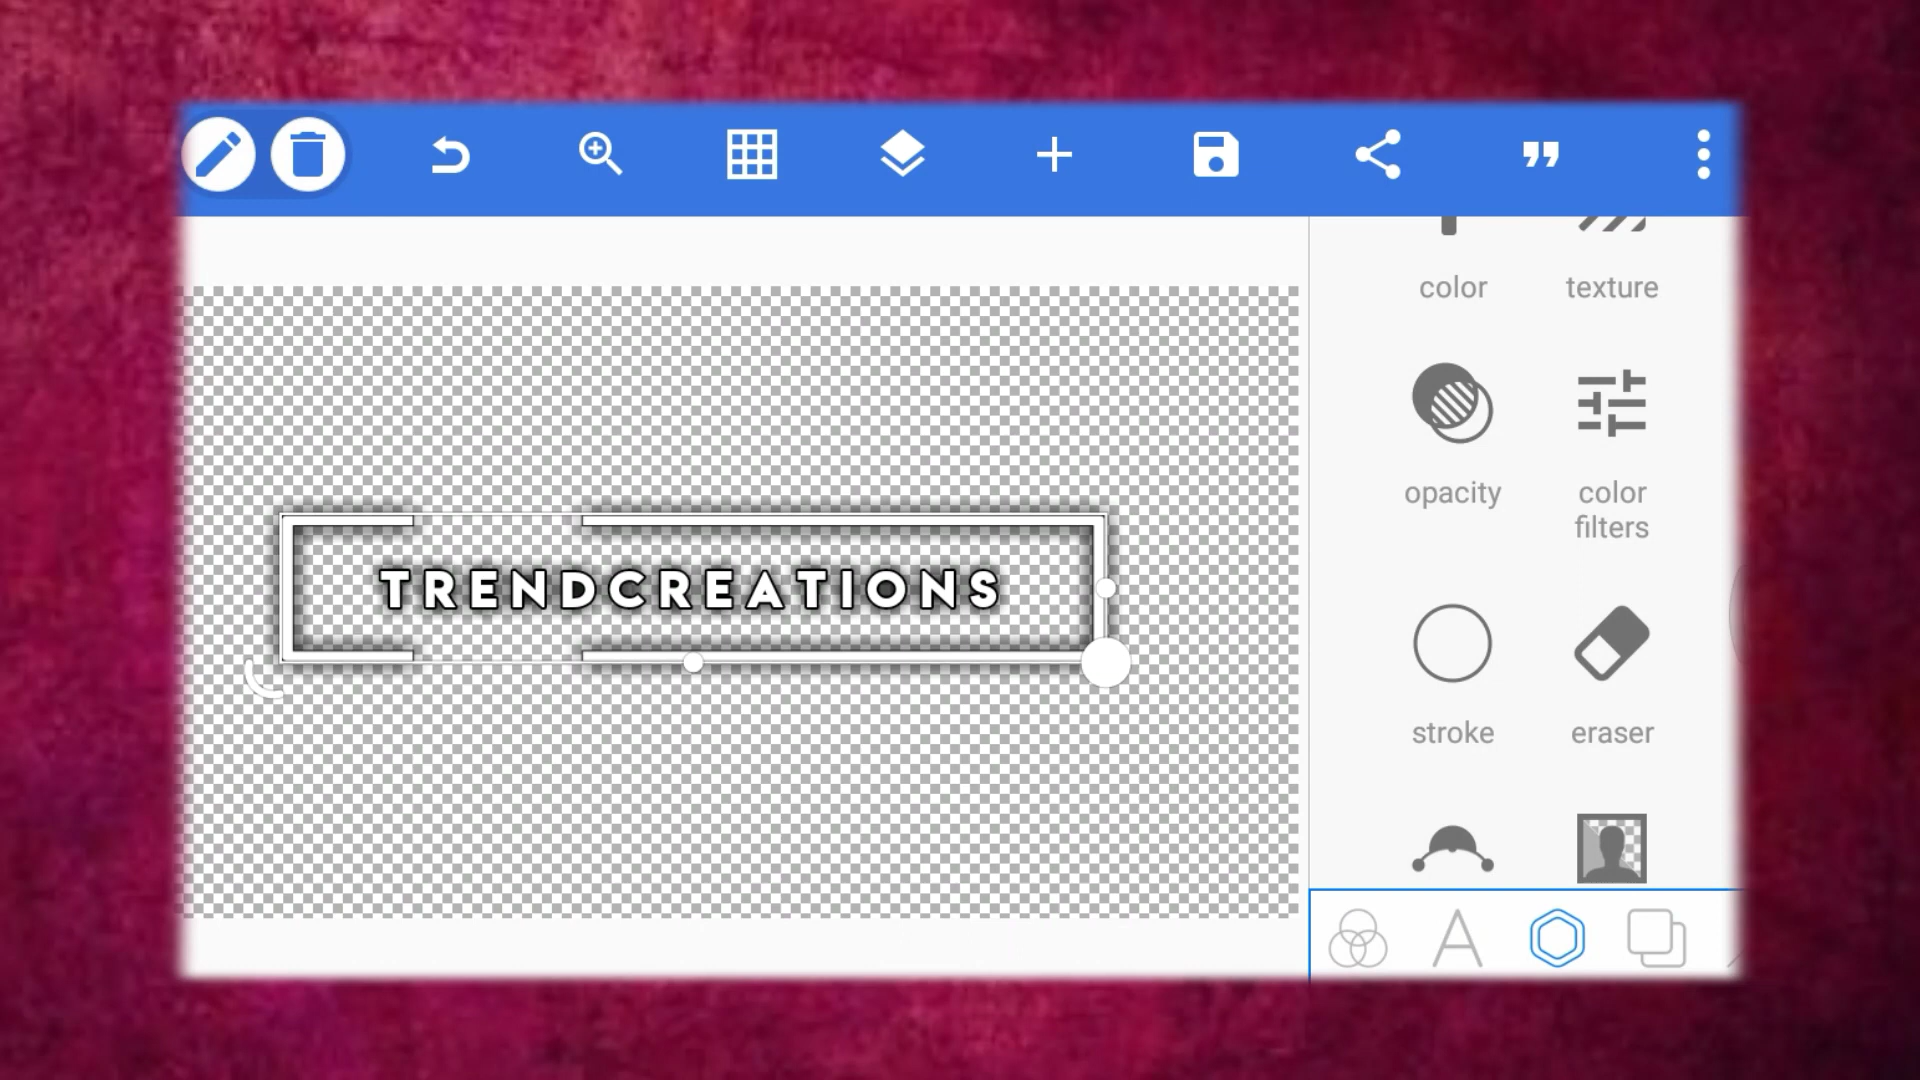 color
texture
opacity
color
filters
TRENDCREATIONS
stroke
eraser